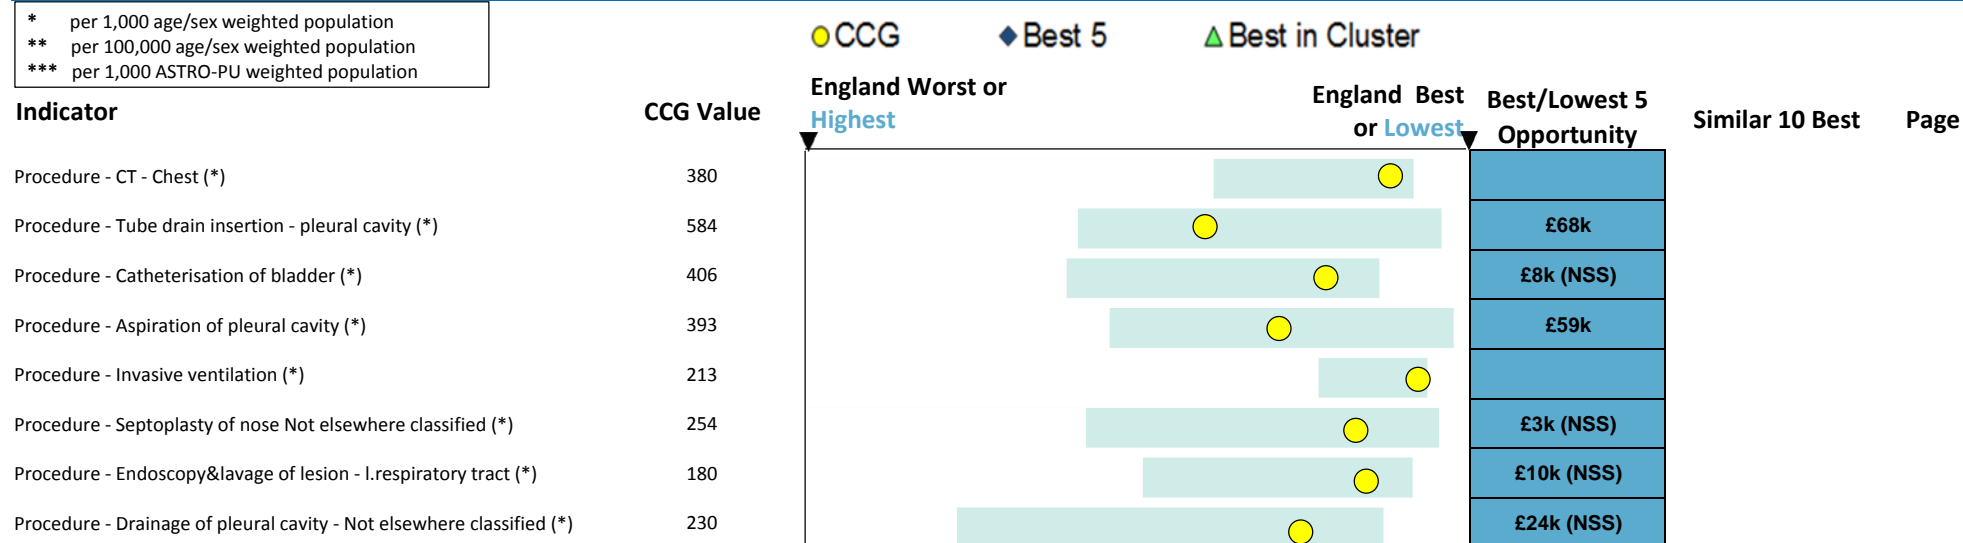 * per 1,000 age/sex weighted population
** per 100,000 age/sex weighted population
*** per 1,000 ASTRO-PU weighted population
CCG Best 5 Best in Cluster
Indicator CCG Value England Worst or Highest England Best or Lowest Best/Lowest 5 Opportunity Similar 10 Best Page
Procedure - CT - Chest (*) 380
Procedure - Tube drain insertion - pleural cavity (*) 584 £68k
Procedure - Catheterisation of bladder (*) 406 £8k (NSS)
Procedure - Aspiration of pleural cavity (*) 393 £59k
Procedure - Invasive ventilation (*) 213
Procedure - Septoplasty of nose Not elsewhere classified (*) 254 £3k (NSS)
Procedure - Endoscopy&lavage of lesion - l.respiratory tract (*) 180 £10k (NSS)
Procedure - Drainage of pleural cavity - Not elsewhere classified (*) 230 £24k (NSS)